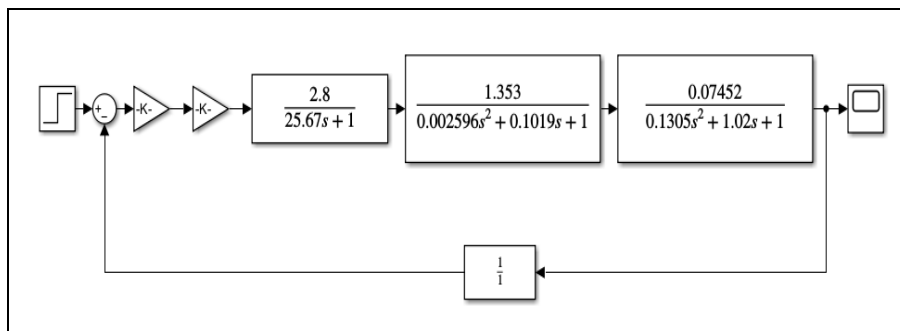 +
-
-K-
-K-
2.8
25.67s + 1
1.353
0.002596s² + 0.1019s + 1
0.07452
0.1305s² + 1.02s + 1
1
1